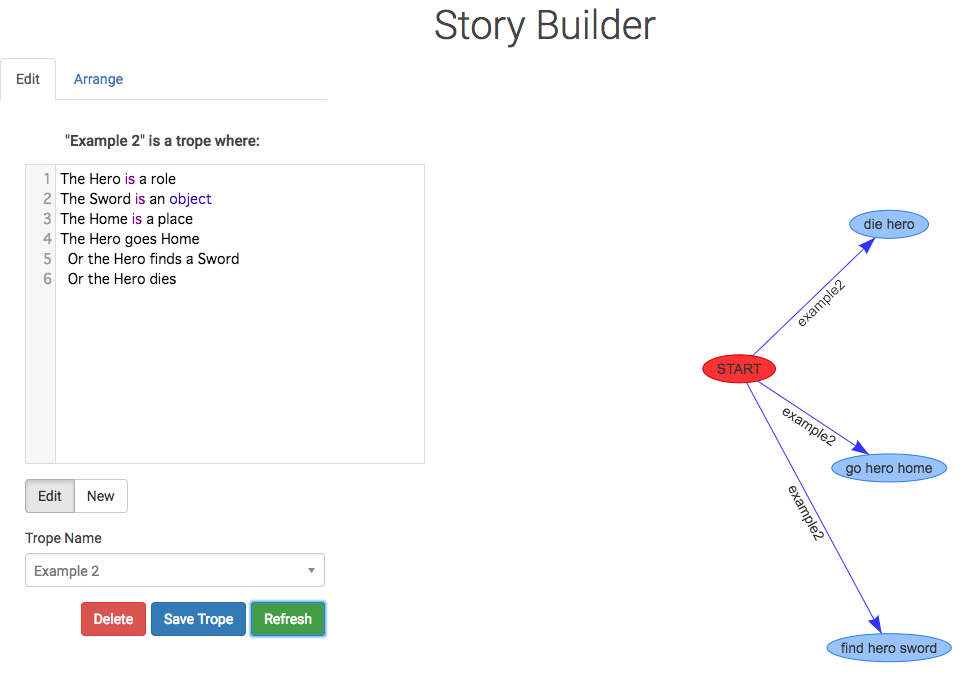 Story Builder
Edit
Arrange
"Example 2" is a trope where:
1 The Hero is a role
2 The Sword is an object
3 The Home is a place
4 The Hero goes Home
5 Or the Hero finds a Sword
6 Or the Hero dies
Edit
New
Trope Name
Example 2
Delete
Save Trope
Refresh
die hero
example2
START
example2
go hero home
example2
find hero sword